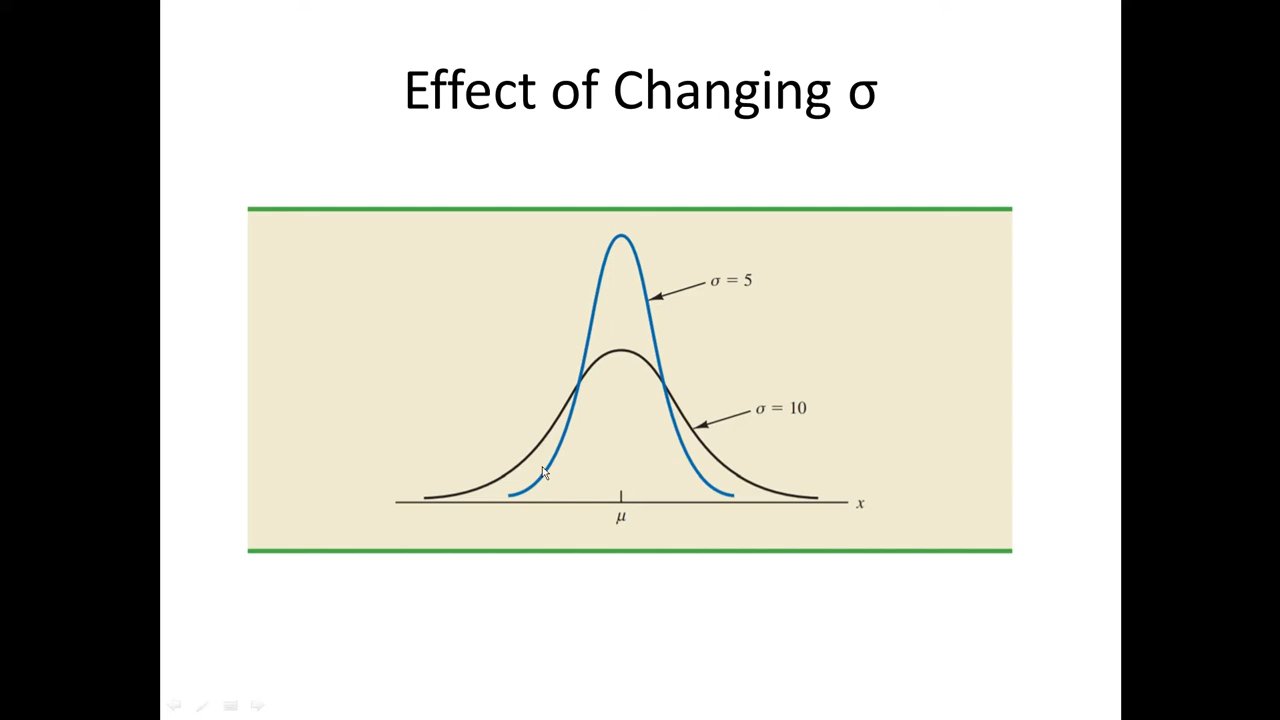 Effect of Changing σ
σ = 5
σ = 10
x
μ